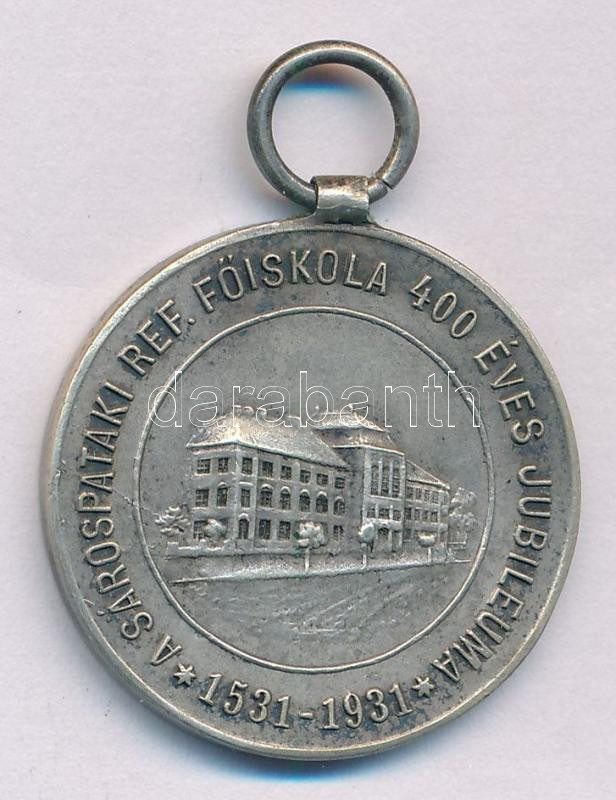 A SÁROSPATAKI REF. FŐISKOLA 400 ÉVES JUBILEUMA
*1531-1931*
darabanth